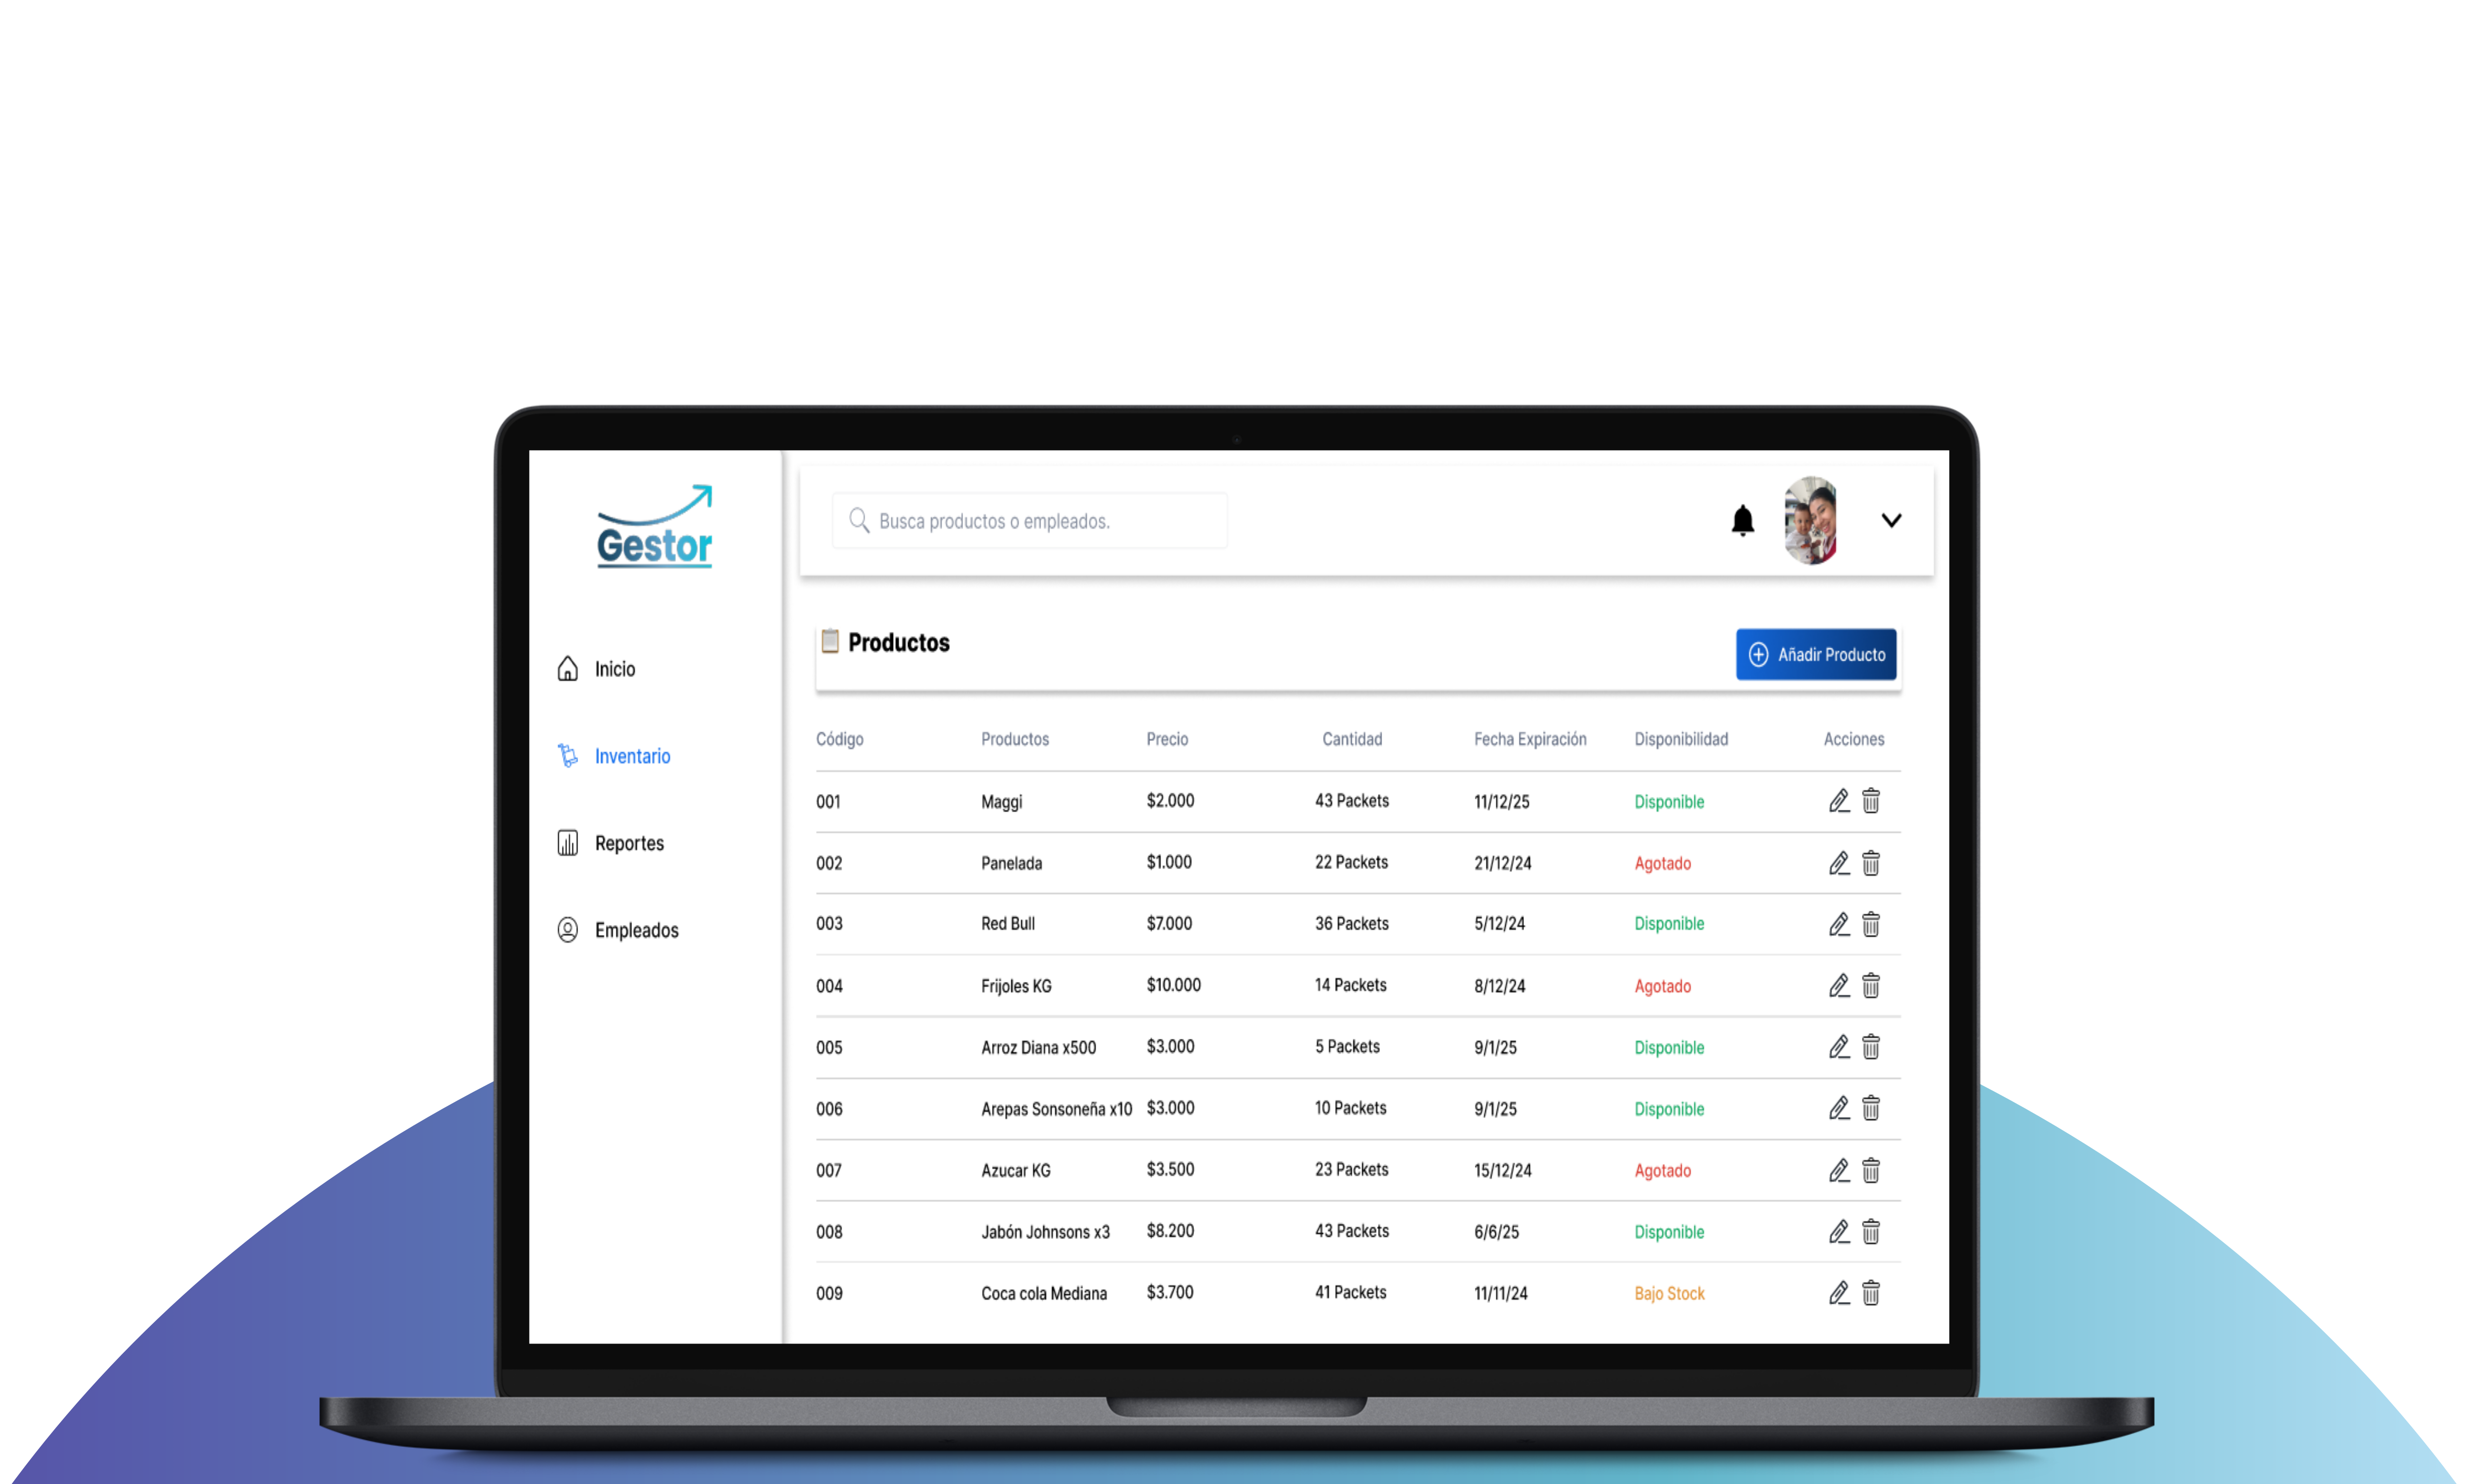 Gestor
Busca productos o empleados.
Inicio
Inventario
Reportes
Empleados
Productos
Añadir Producto
Código Productos Precio Cantidad Fecha Expiración Disponibilidad Acciones
001 Maggi $2.000 43 Packets 11/12/25 Disponible
002 Panelada $1.000 22 Packets 21/12/24 Agotado
003 Red Bull $7.000 36 Packets 5/12/24 Disponible
004 Frijoles KG $10.000 14 Packets 8/12/24 Agotado
005 Arroz Diana x500 $3.000 5 Packets 9/1/25 Disponible
006 Arepas Sonsoneña x10 $3.000 10 Packets 9/1/25 Disponible
007 Azucar KG $3.500 23 Packets 15/12/24 Agotado
008 Jabón Johnsons x3 $8.200 43 Packets 6/6/25 Disponible
009 Coca cola Mediana $3.700 41 Packets 11/11/24 Bajo Stock